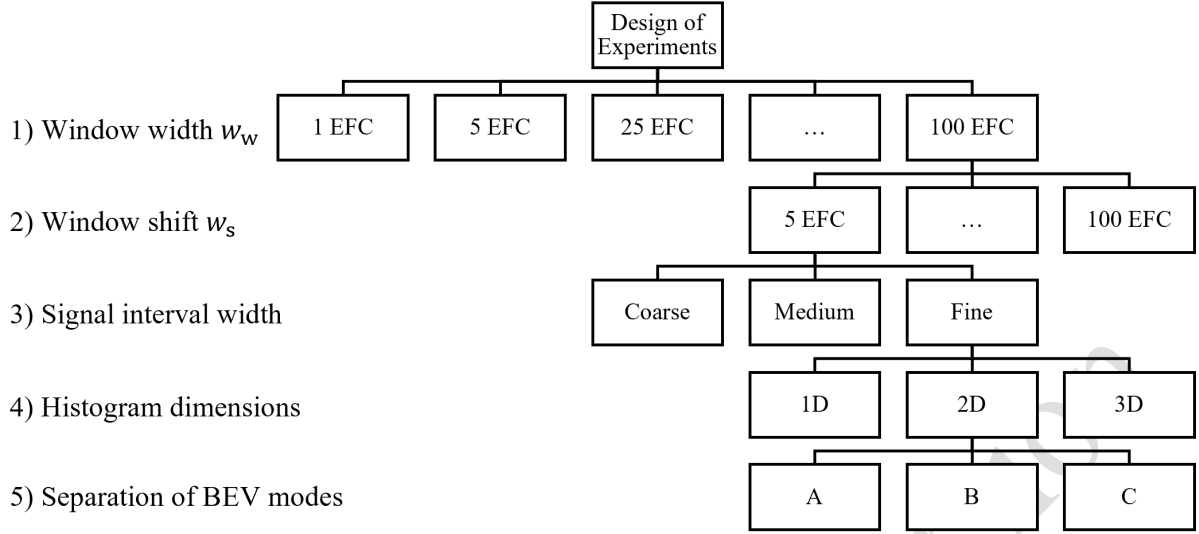 Design of
Experiments
1) Window width w_w 1 EFC 5 EFC 25 EFC … 100 EFC
2) Window shift w_s 5 EFC … 100 EFC
3) Signal interval width Coarse Medium Fine
4) Histogram dimensions 1D 2D 3D
5) Separation of BEV modes A B C